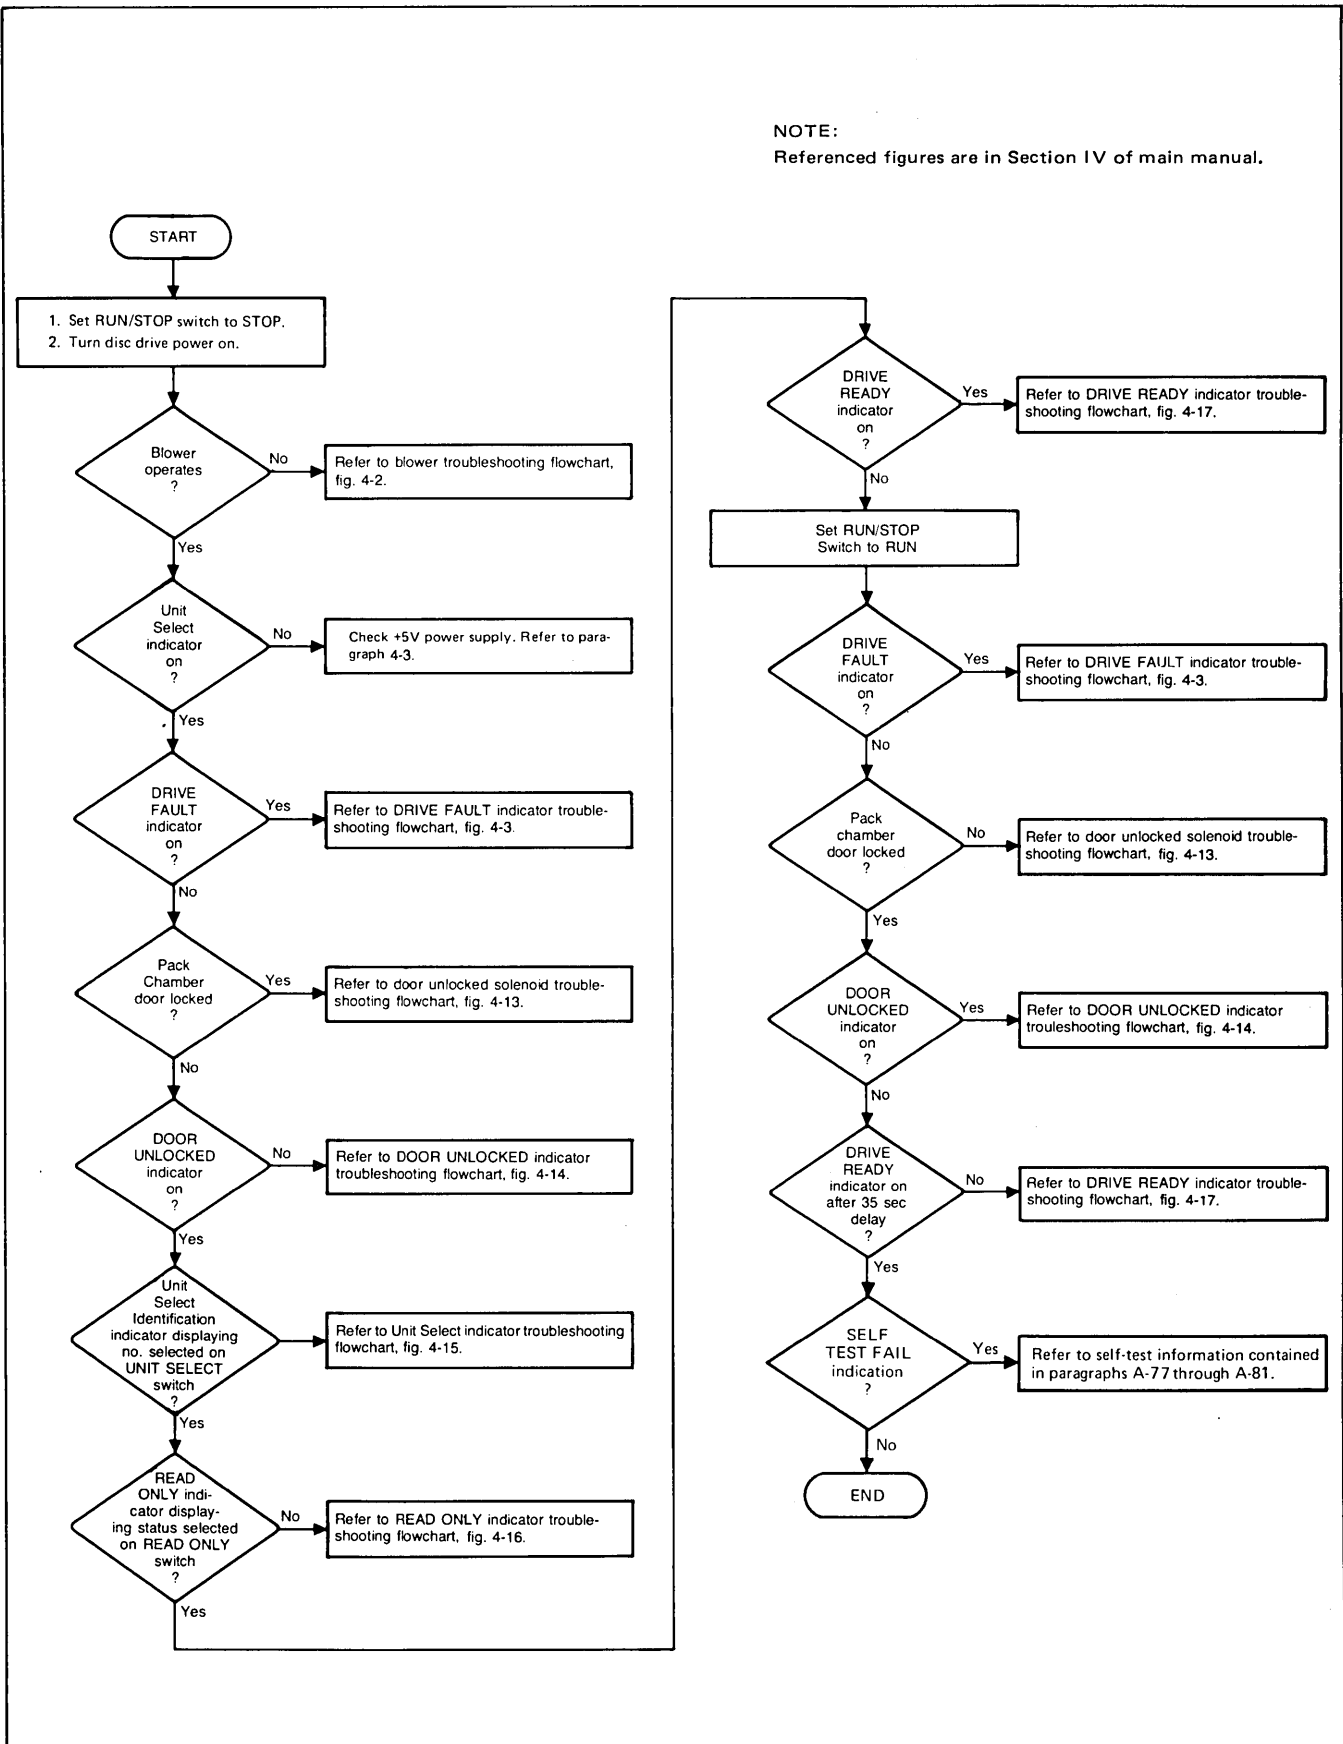 NOTE:
Referenced figures are in Section IV of main manual.
START
1. Set RUN/STOP switch to STOP.
2. Turn disc drive power on.
Blower
operates
?
No
Refer to blower troubleshooting flowchart,
fig. 4-2.
Yes
Unit
Select
indicator
on
?
No
Check +5V power supply. Refer to para-
graph 4-3.
Yes
DRIVE
FAULT
indicator
on
?
Yes
Refer to DRIVE FAULT indicator trouble-
shooting flowchart, fig. 4-3.
No
Pack
Chamber
door locked
?
Yes
Refer to door unlocked solenoid trouble-
shooting flowchart, fig. 4-13.
No
DOOR
UNLOCKED
indicator
on
?
No
Refer to DOOR UNLOCKED indicator
troubleshooting flowchart, fig. 4-14.
Yes
Unit
Select
Identification
indicator displaying
no. selected on
UNIT SELECT
switch
?
Refer to Unit Select indicator troubleshooting
flowchart, fig. 4-15.
Yes
READ
ONLY indi-
cator display-
ing status selected
on READ ONLY
switch
?
No
Refer to READ ONLY indicator trouble-
shooting flowchart, fig. 4-16.
Yes
DRIVE
READY
indicator
on
?
Yes
Refer to DRIVE READY indicator trouble-
shooting flowchart, fig. 4-17.
No
Set RUN/STOP
Switch to RUN
DRIVE
FAULT
indicator
on
?
Yes
Refer to DRIVE FAULT indicator trouble-
shooting flowchart, fig. 4-3.
No
Pack
chamber
door locked
?
No
Refer to door unlocked solenoid trouble-
shooting flowchart, fig. 4-13.
Yes
DOOR
UNLOCKED
indicator
on
?
Yes
Refer to DOOR UNLOCKED indicator
trouleshooting flowchart, fig. 4-14.
No
DRIVE
READY
indicator on
after 35 sec
delay
?
No
Refer to DRIVE READY indicator trouble-
shooting flowchart, fig. 4-17.
Yes
SELF
TEST FAIL
indication
?
Yes
Refer to self-test information contained
in paragraphs A-77 through A-81.
No
END